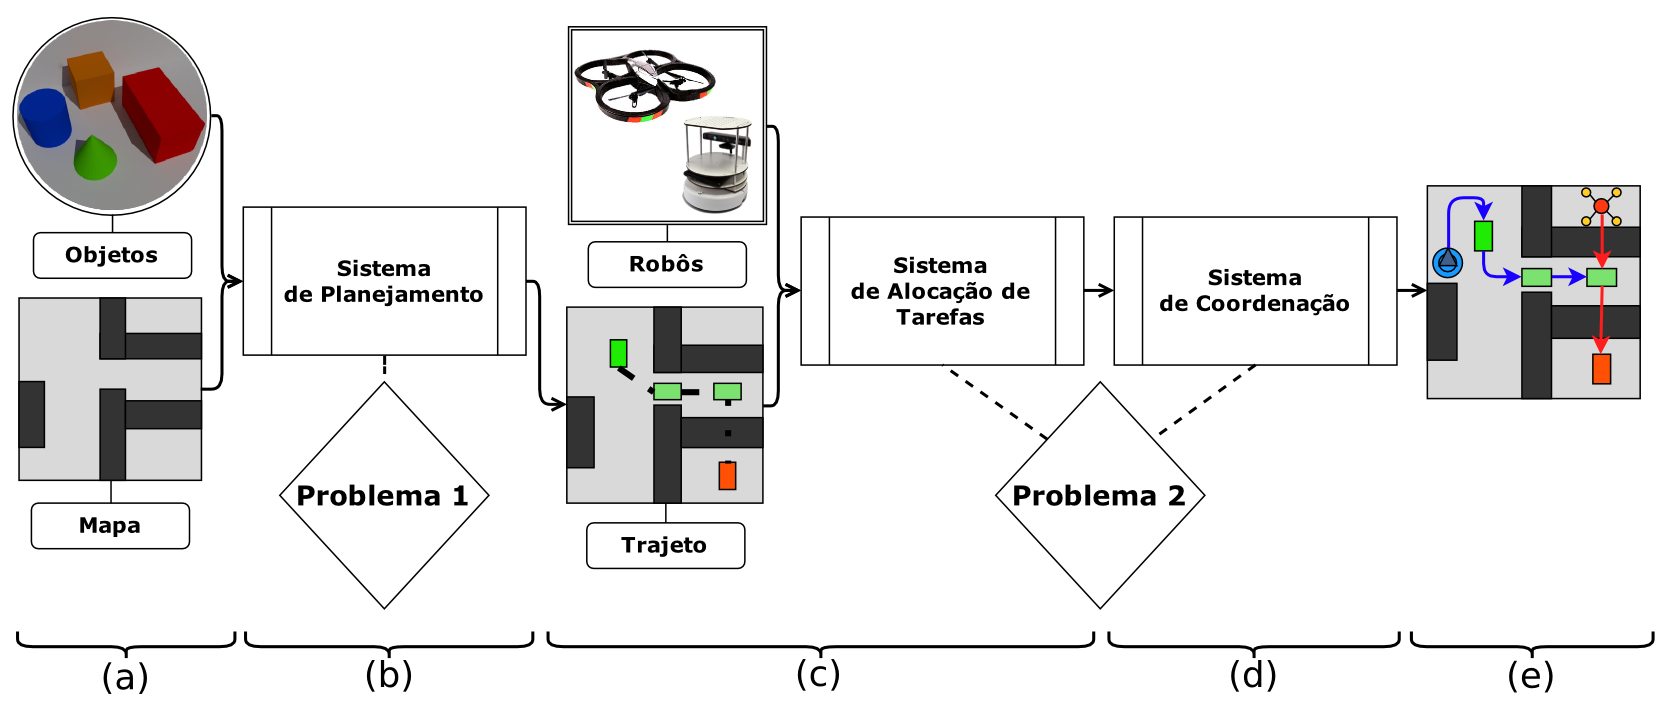 Objetos
Mapa
Sistema
de Planejamento
Problema 1
Robôs
Trajeto
Sistema
de Alocação de
Tarefas
Sistema
de Coordenação
Problema 2
(a)
(b)
(c)
(d)
(e)